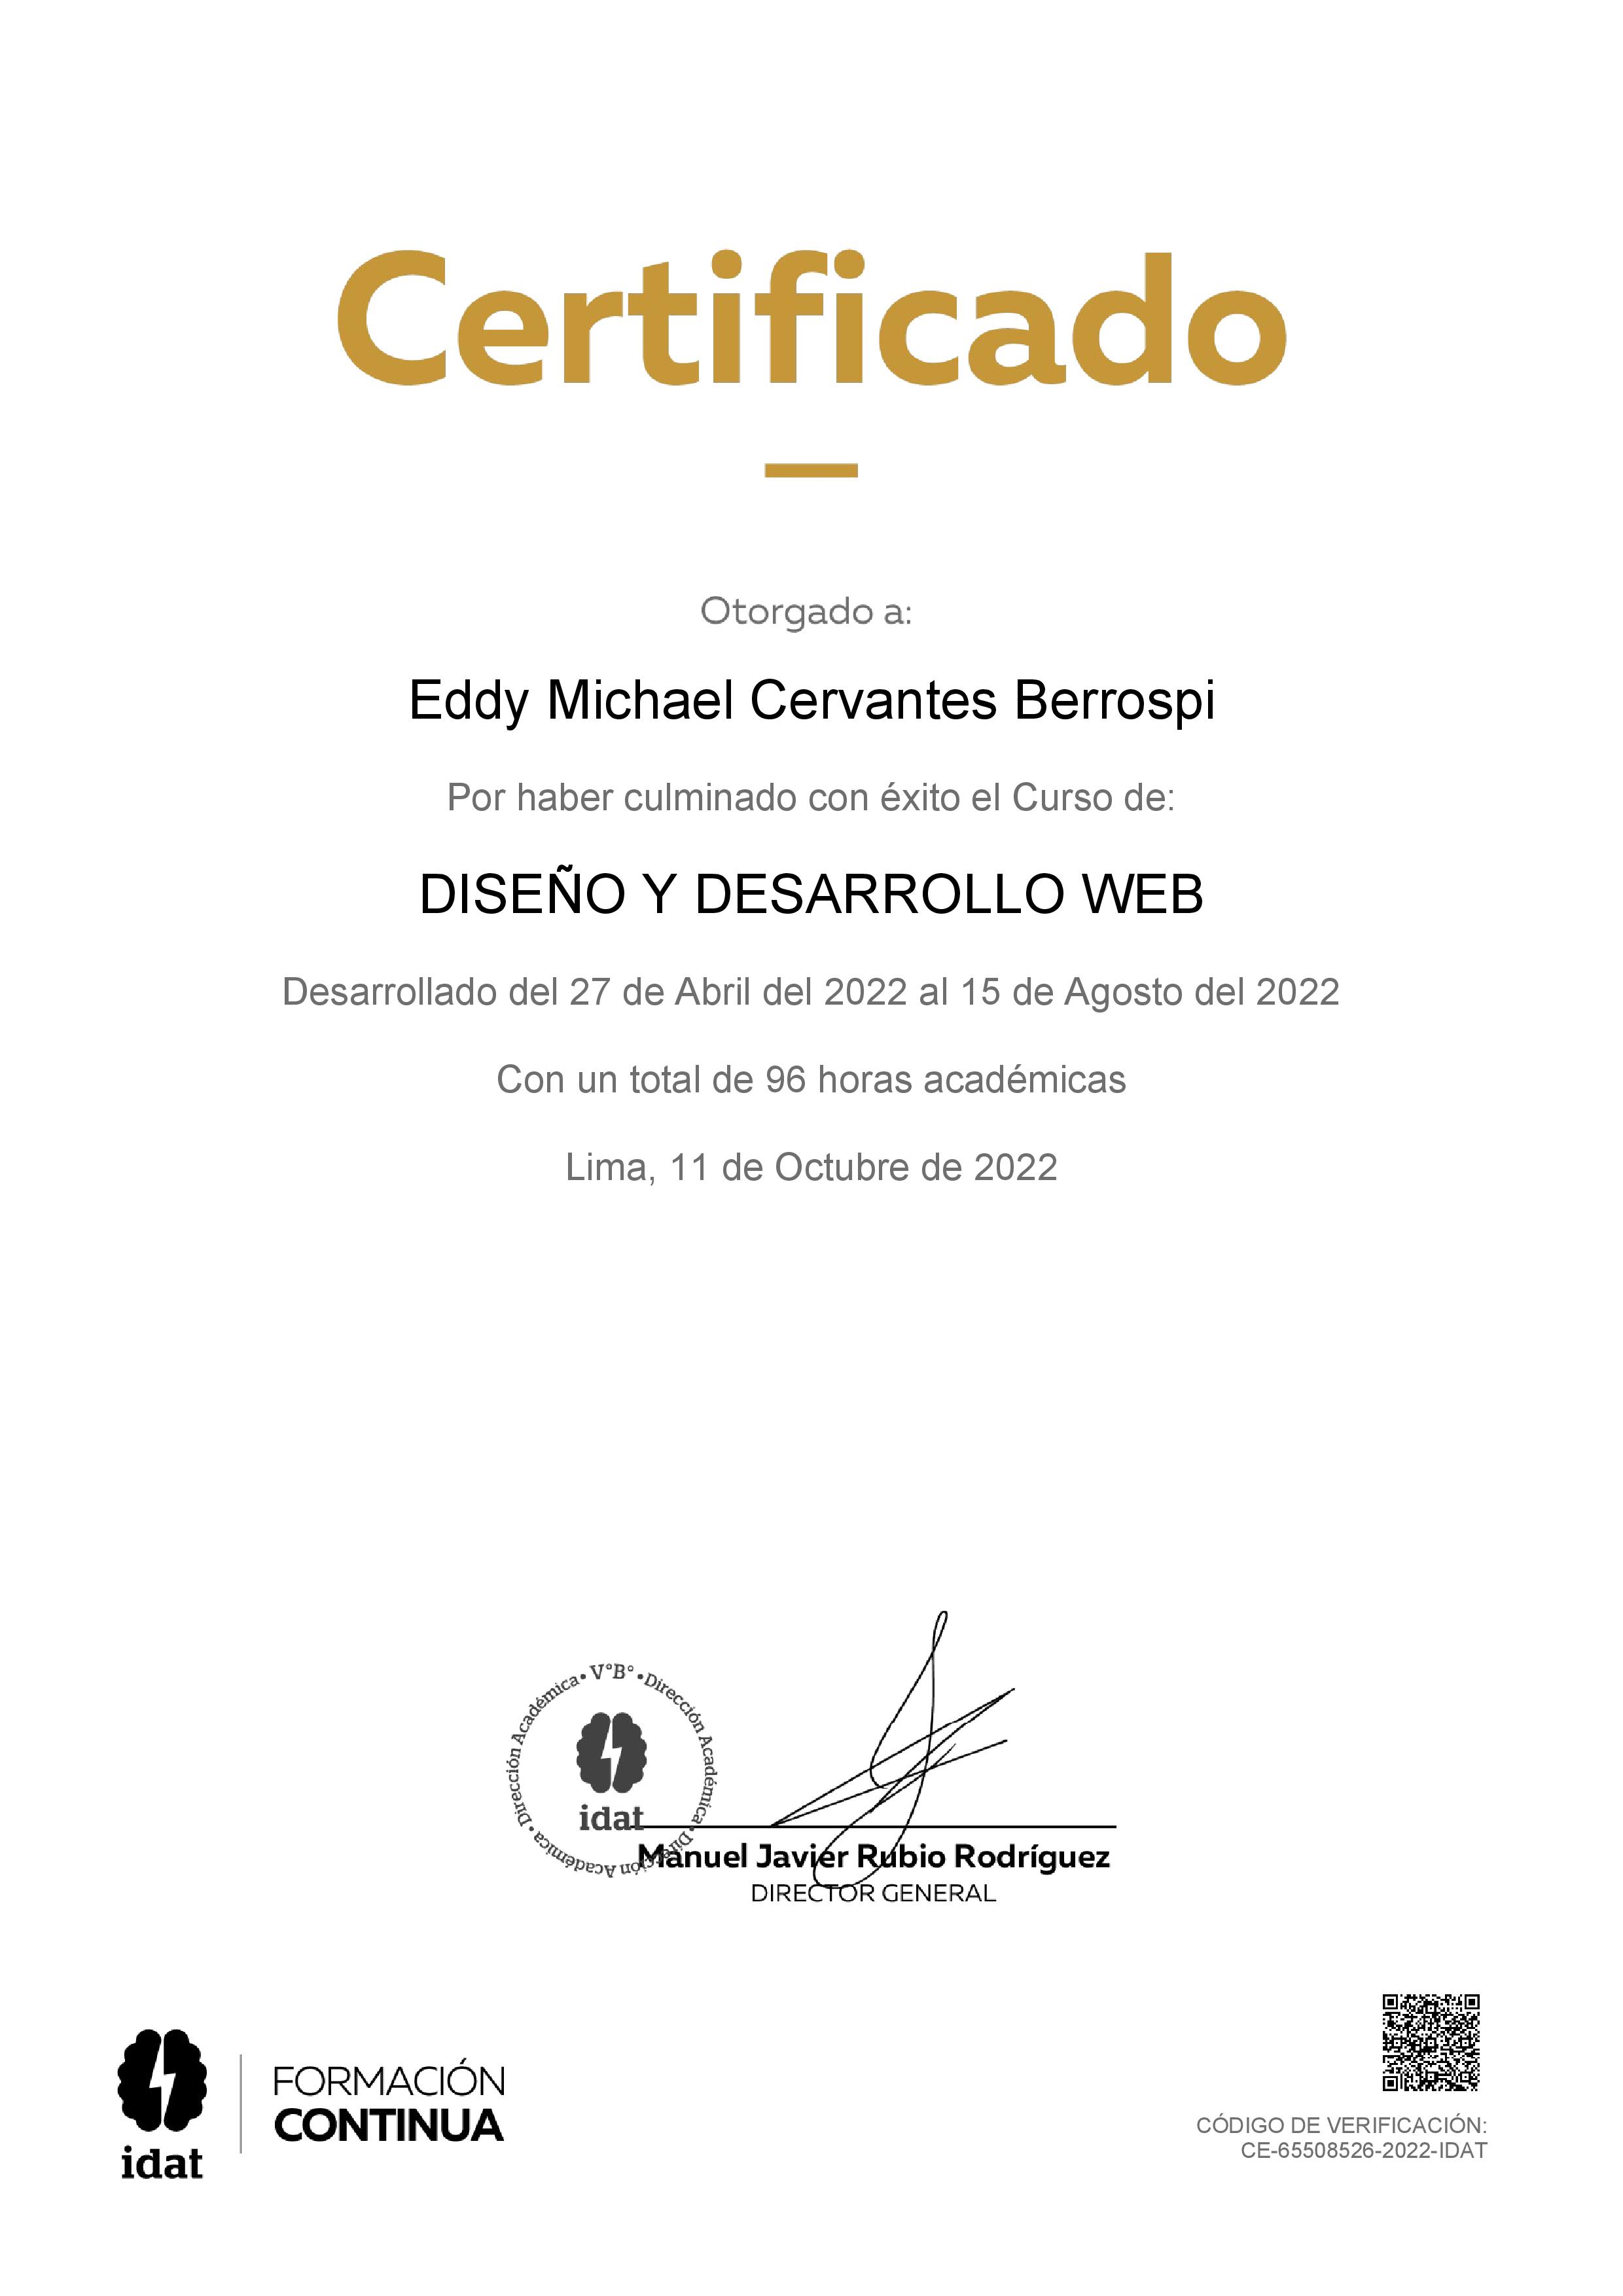 Certificado
Otorgado a:
Eddy Michael Cervantes Berrospi
Por haber culminado con éxito el Curso de:
DISEÑO Y DESARROLLO WEB
Desarrollado del 27 de Abril del 2022 al 15 de Agosto del 2022
Con un total de 96 horas académicas
Lima, 11 de Octubre de 2022
V°B° • Dirección Académica • Dirección Académica • Dirección Académica •
idat
Manuel Javier Rubio Rodríguez
DIRECTOR GENERAL
idat
FORMACIÓN
CONTINUA
CÓDIGO DE VERIFICACIÓN:
CE-65508526-2022-IDAT